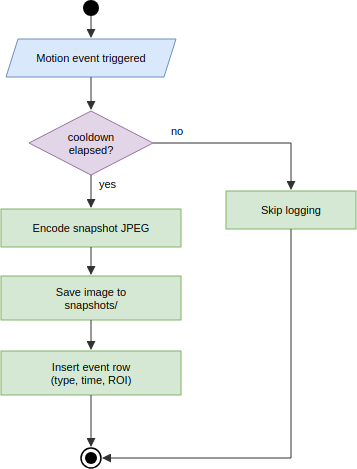 Motion event triggered
cooldown
elapsed?
no
yes
Encode snapshot JPEG
Skip logging
Save image to
snapshots/
Insert event row
(type, time, ROI)